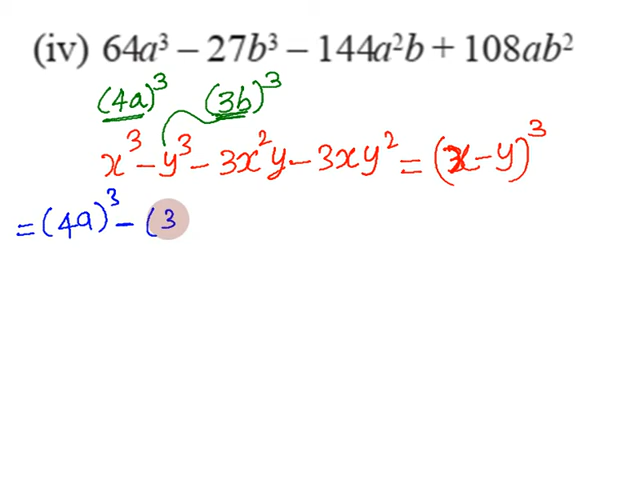 (iv) 64a³ − 27b³ − 144a²b + 108ab²
(4a)³ (3b)³
x³ − y³ − 3x²y − 3xy² = (x − y)³
= (4a)³ − (3